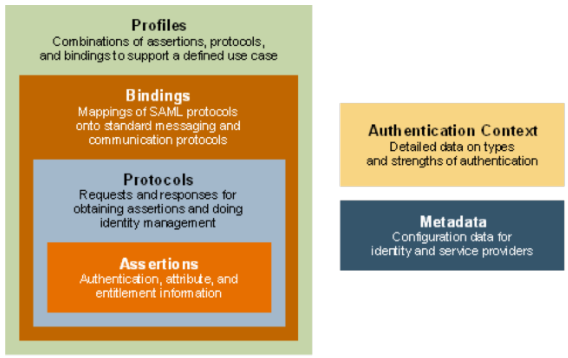 Profiles
Combinations of assertions, protocols,
and bindings to support a defined use case
Bindings
Mappings of SAML protocols
onto standard messaging and
communication protocols
Protocols
Requests and responses for
obtaining assertions and doing
identity management
Assertions
Authentication, attribute, and
entitlement information
Authentication Context
Detailed data on types
and strengths of authentication
Metadata
Configuration data for
identity and service providers